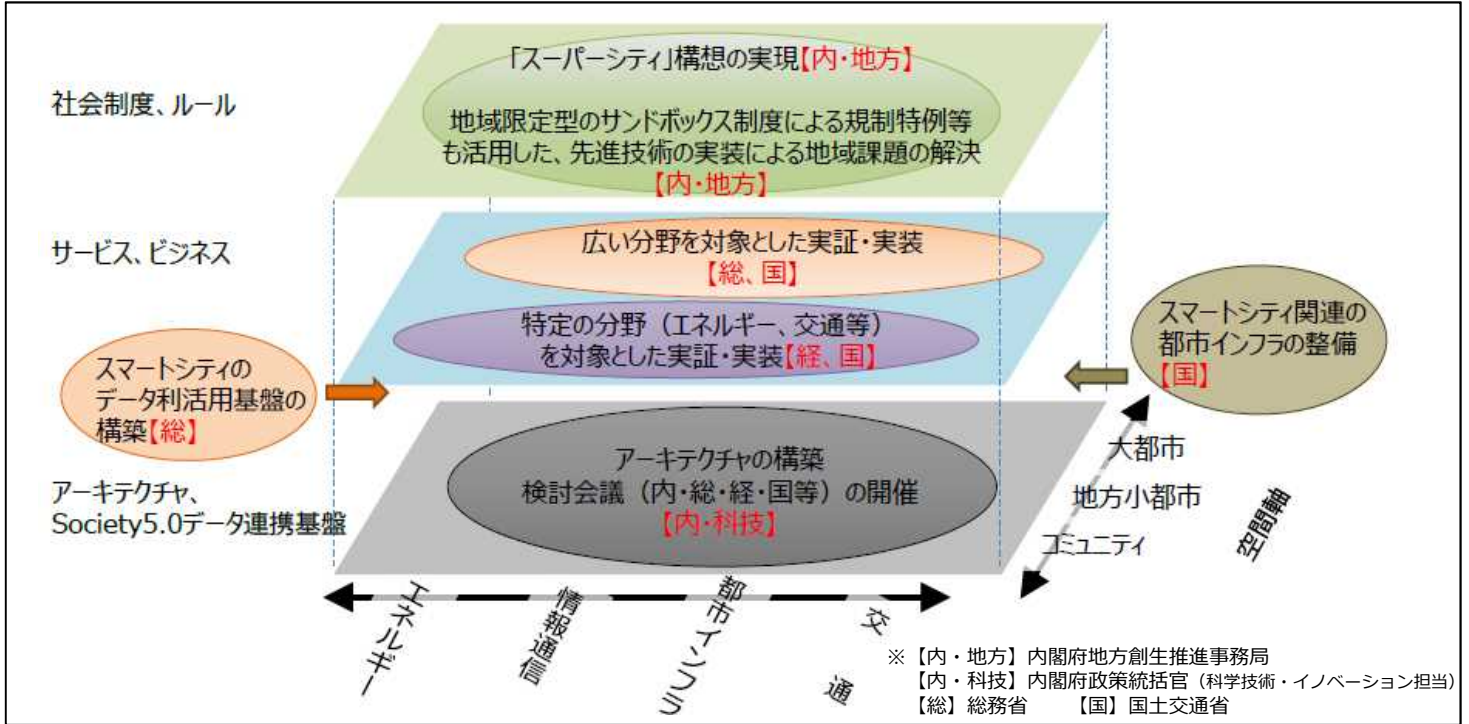 「スーパーシティ」構想の実現【内・地方】
地域限定型のサンドボックス制度による規制特例等
も活用した、先進技術の実装による地域課題の解決
【内・地方】
社会制度、ルール
サービス、ビジネス
広い分野を対象とした実証・実装
【総、国】
特定の分野（エネルギー、交通等）
を対象とした実証・実装【経、国】
スマートシティの
データ利活用基盤の
構築【総】
スマートシティ関連の
都市インフラの整備
【国】
アーキテクチャ、
Society5.0データ連携基盤
アーキテクチャの構築
検討会議（内・総・経・国等）の開催
【内・科技】
大都市
地方小都市
コミュニティ
空間軸
エネルギー
情報通信
都市インフラ
交通
※【内・地方】内閣府地方創生推進事務局
【内・科技】内閣府政策統括官（科学技術・イノベーション担当）
【総】総務省　【国】国土交通省